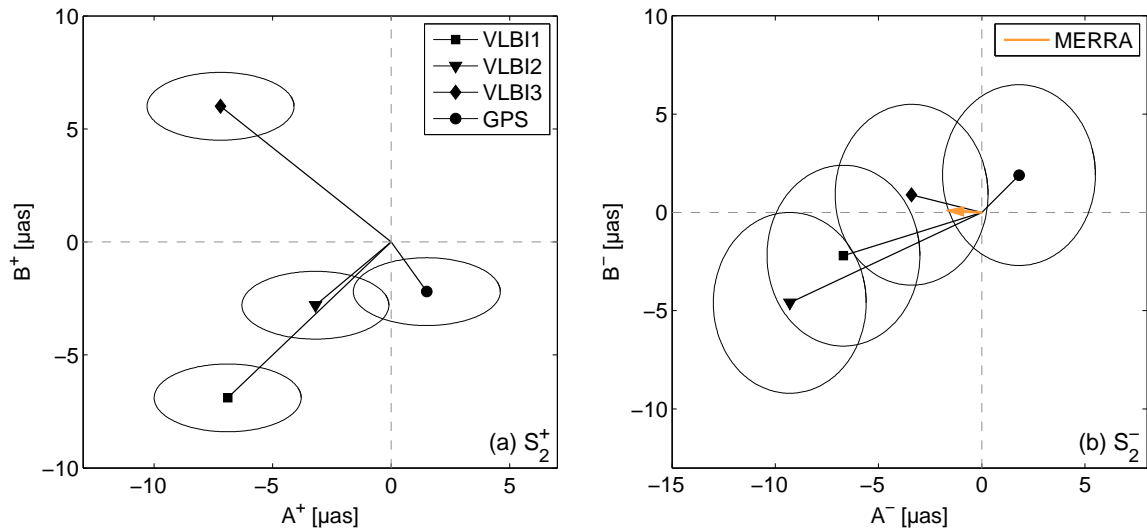 10
5
0
−5
−10
−10
−5
0
5
B⁺ [µas]
A⁺ [µas]
VLBI1
VLBI2
VLBI3
GPS
(a) S₂⁺
10
5
0
−5
−10
−15
−10
−5
0
5
B⁻ [µas]
A⁻ [µas]
MERRA
(b) S₂⁻